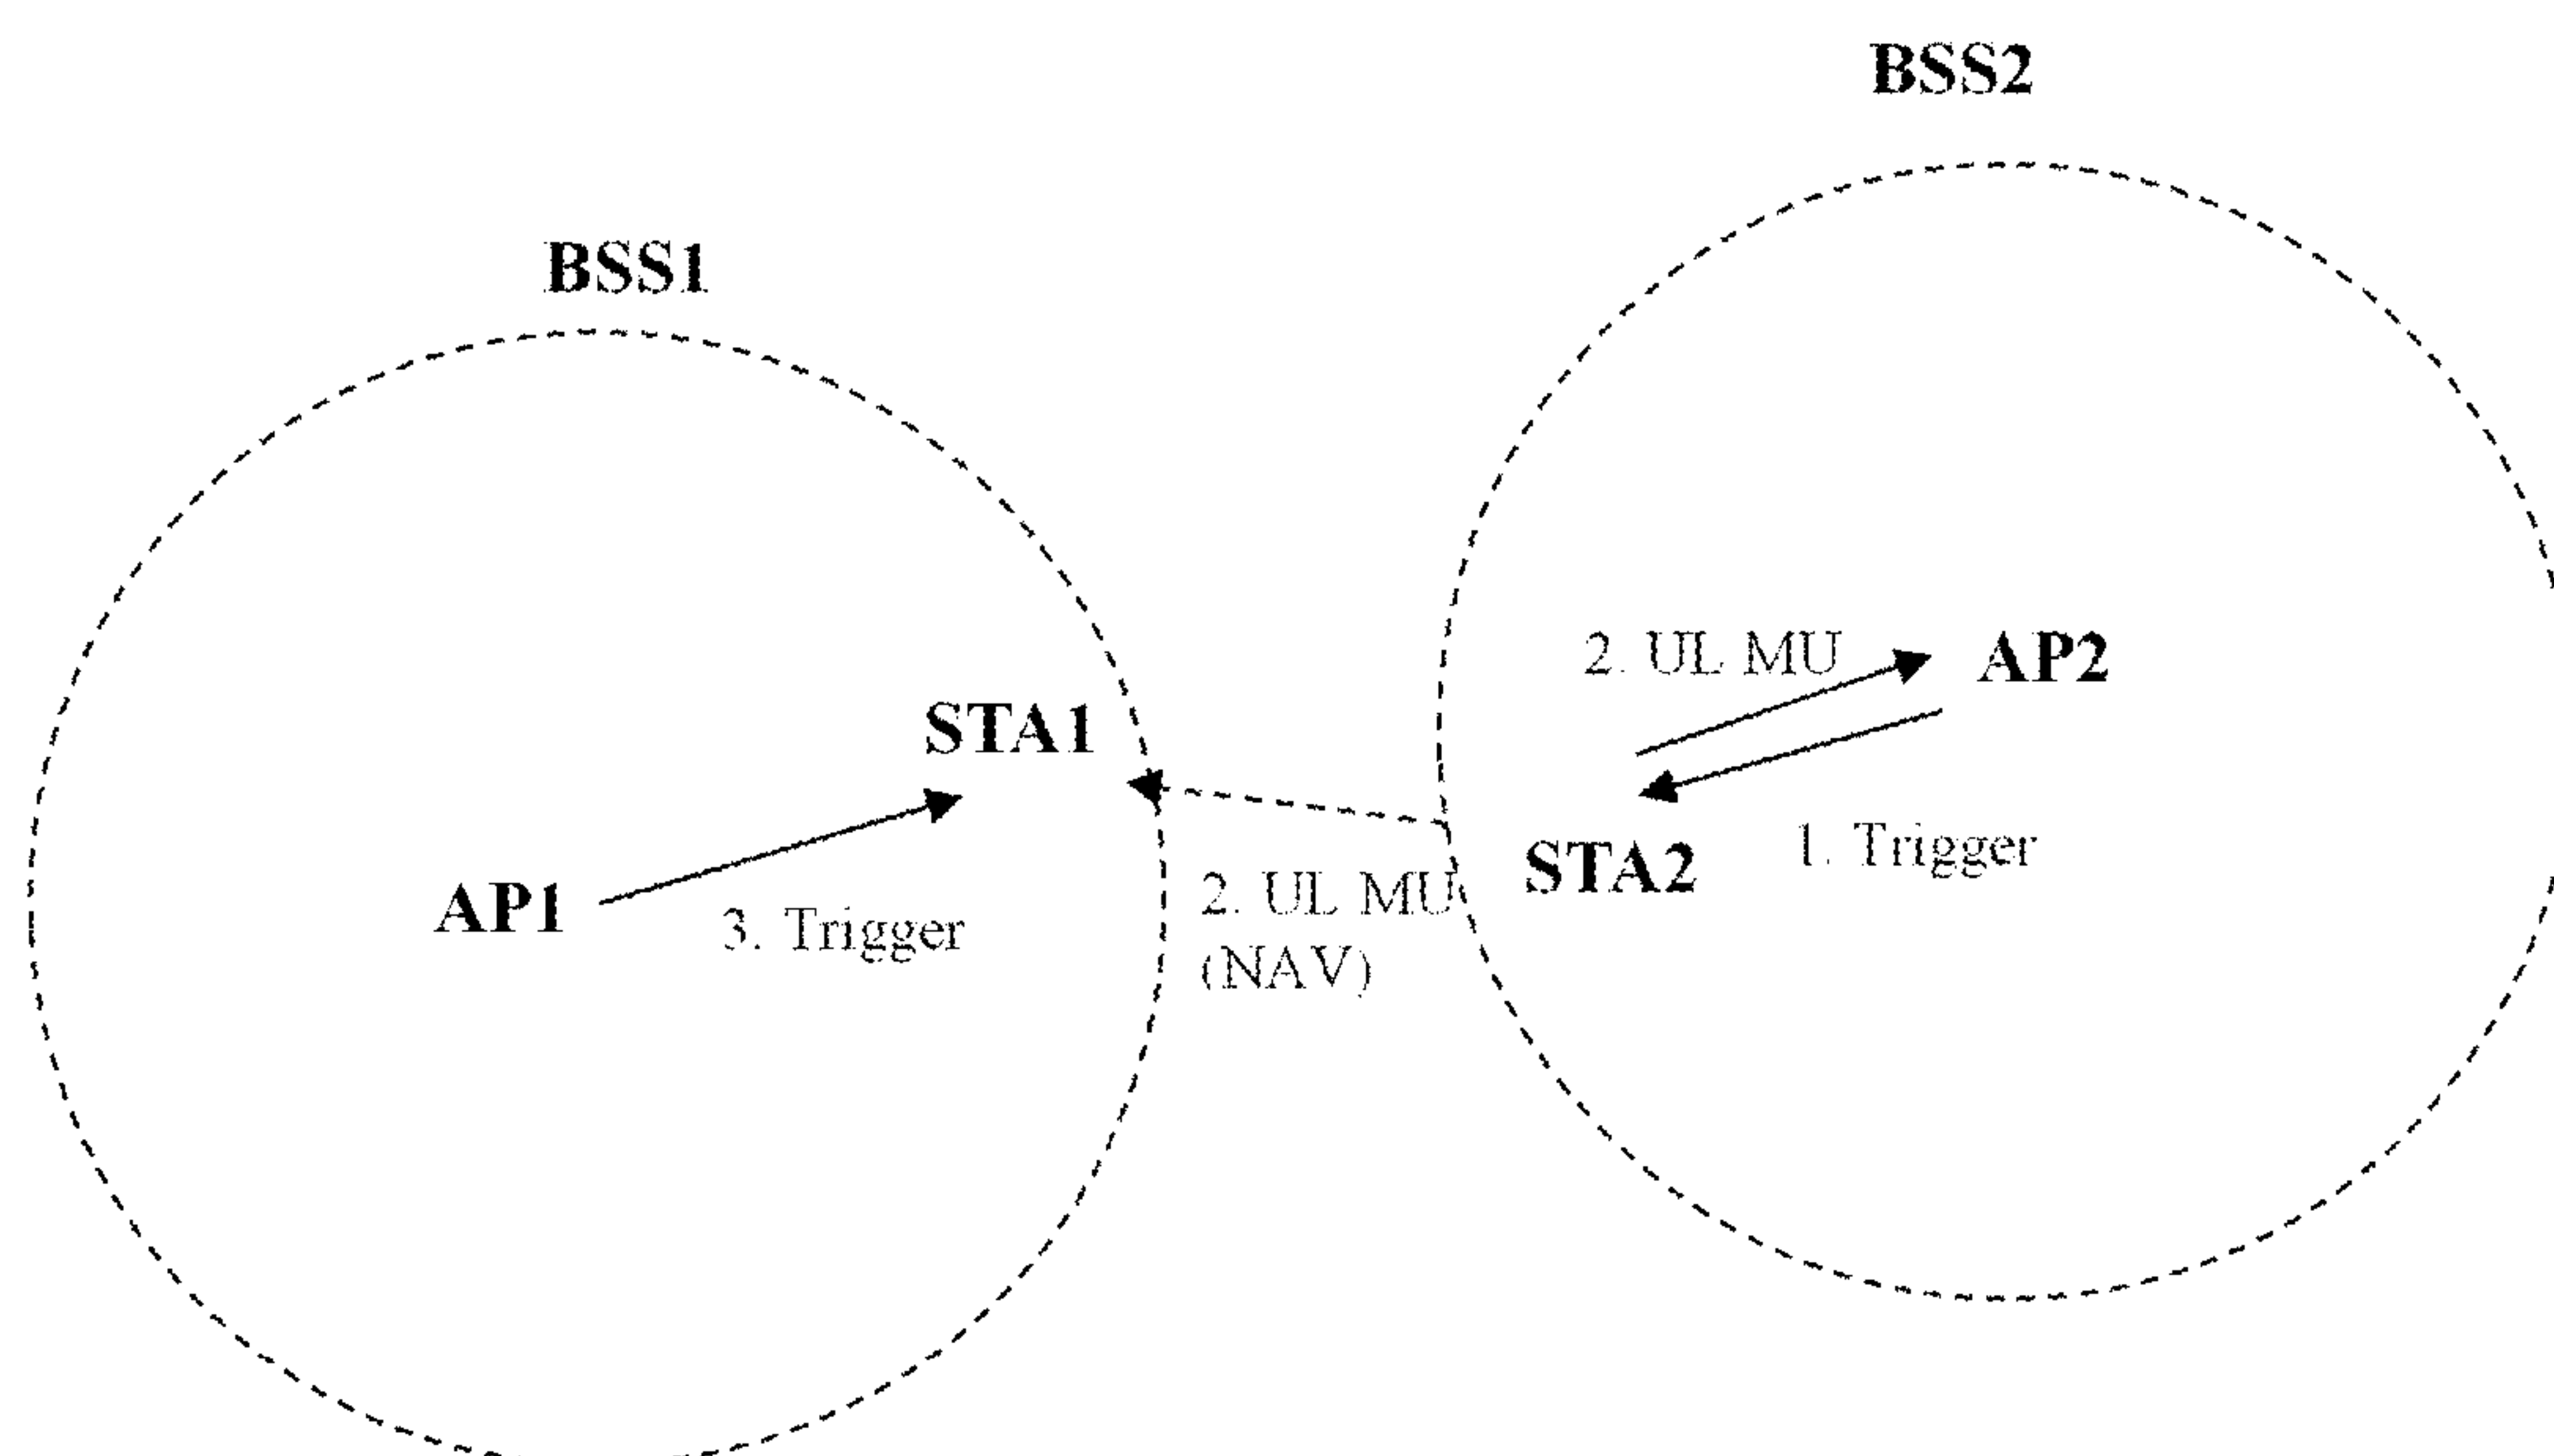 BSS2
BSS1
2. UL MU
AP2
STA1
1. Trigger
STA2
AP1
3. Trigger
2. UL MU
(NAV)